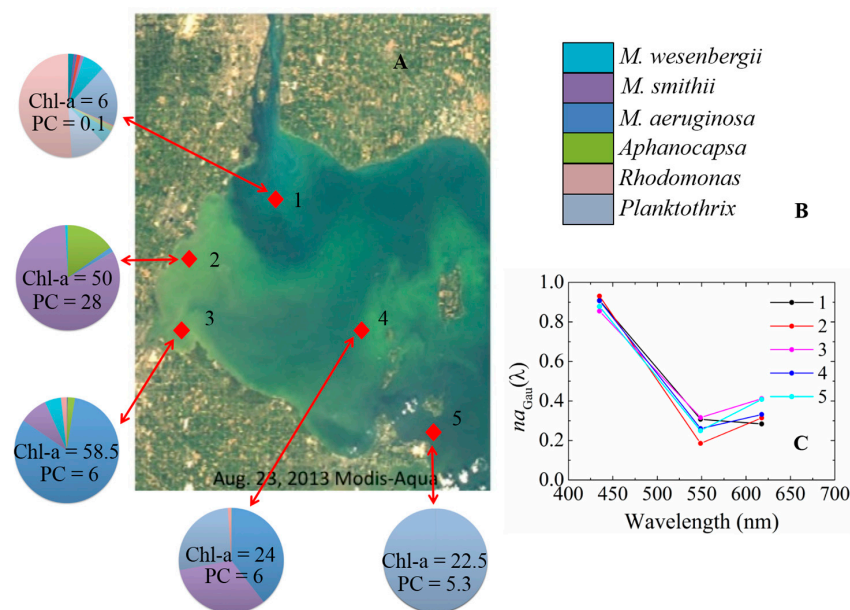 A
Chl-a = 6
PC = 0.1
1
Chl-a = 50
PC = 28
2
3
4
Chl-a = 58.5
PC = 6
5
Aug. 23, 2013 Modis-Aqua
Chl-a = 24
PC = 6
Chl-a = 22.5
PC = 5.3
M. wesenbergii
M. smithii
M. aeruginosa
Aphanocapsa
Rhodomonas
Planktothrix
B
1.0
0.8
0.6
0.4
0.2
0.0
naGau(λ)
1
2
3
4
5
C
400 450 500 550 600 650 700
Wavelength (nm)